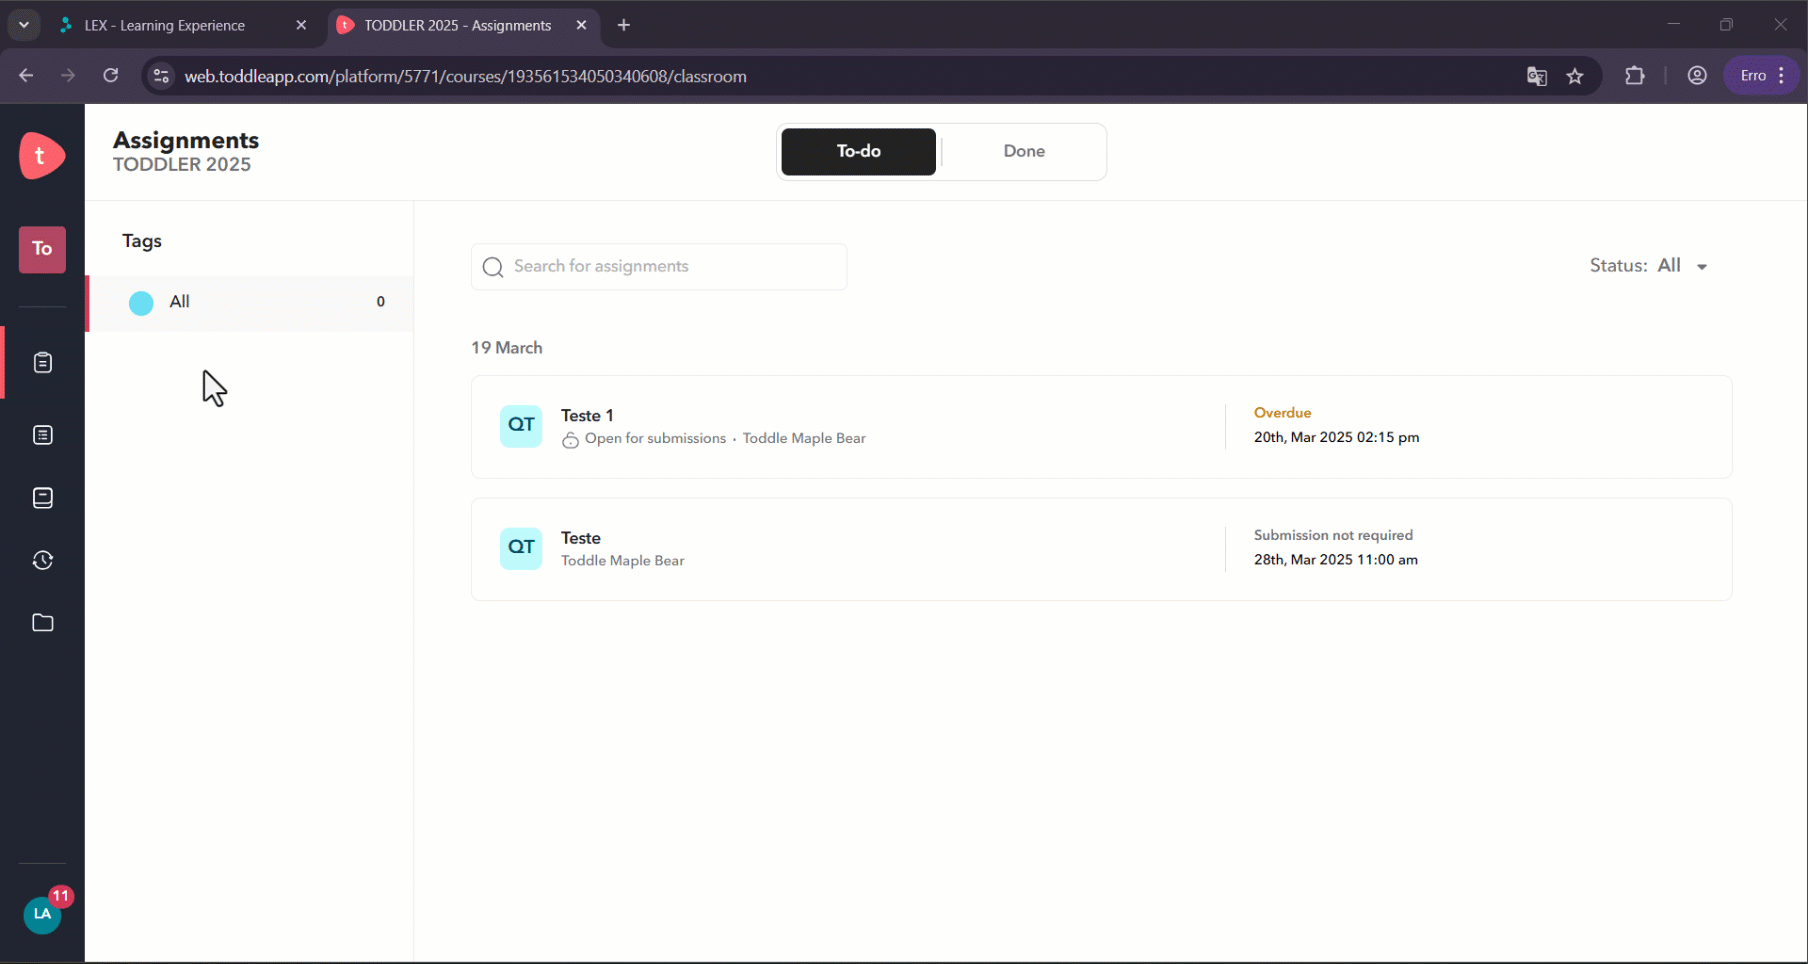 LEX - Learning Experience
TODDLER 2025 - Assignments
web.toddleapp.com/platform/5771/courses/193561534050340608/classroom
Erro
t
Assignments
TODDLER 2025
To-do
Done
To
Tags
All 0
Search for assignments
Status: All
19 March
QT
Teste 1
Open for submissions · Toddle Maple Bear
Overdue
20th, Mar 2025 02:15 pm
QT
Teste
Toddle Maple Bear
Submission not required
28th, Mar 2025 11:00 am
11
LA